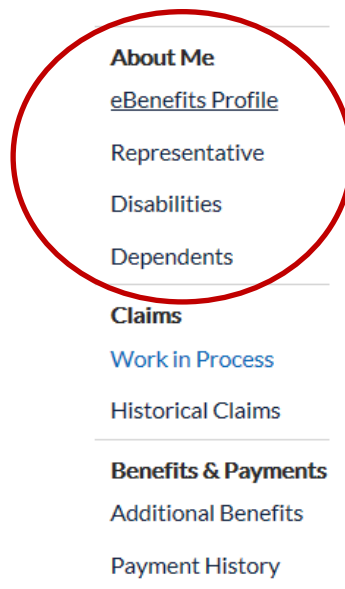 About Me
eBenefits Profile
Representative
Disabilities
Dependents
Claims
Work in Process
Historical Claims
Benefits & Payments
Additional Benefits
Payment History